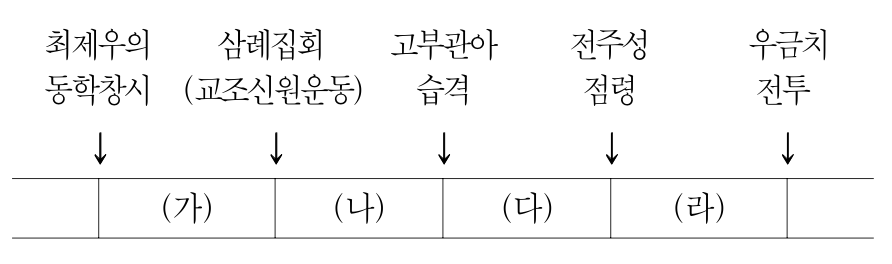 최제우의 삼례집회 고부관아 전주성 우금치
동학창시 (교조신원운동) 습격 점령 전투
↓ ↓ ↓ ↓ ↓
(가) (나) (다) (라)